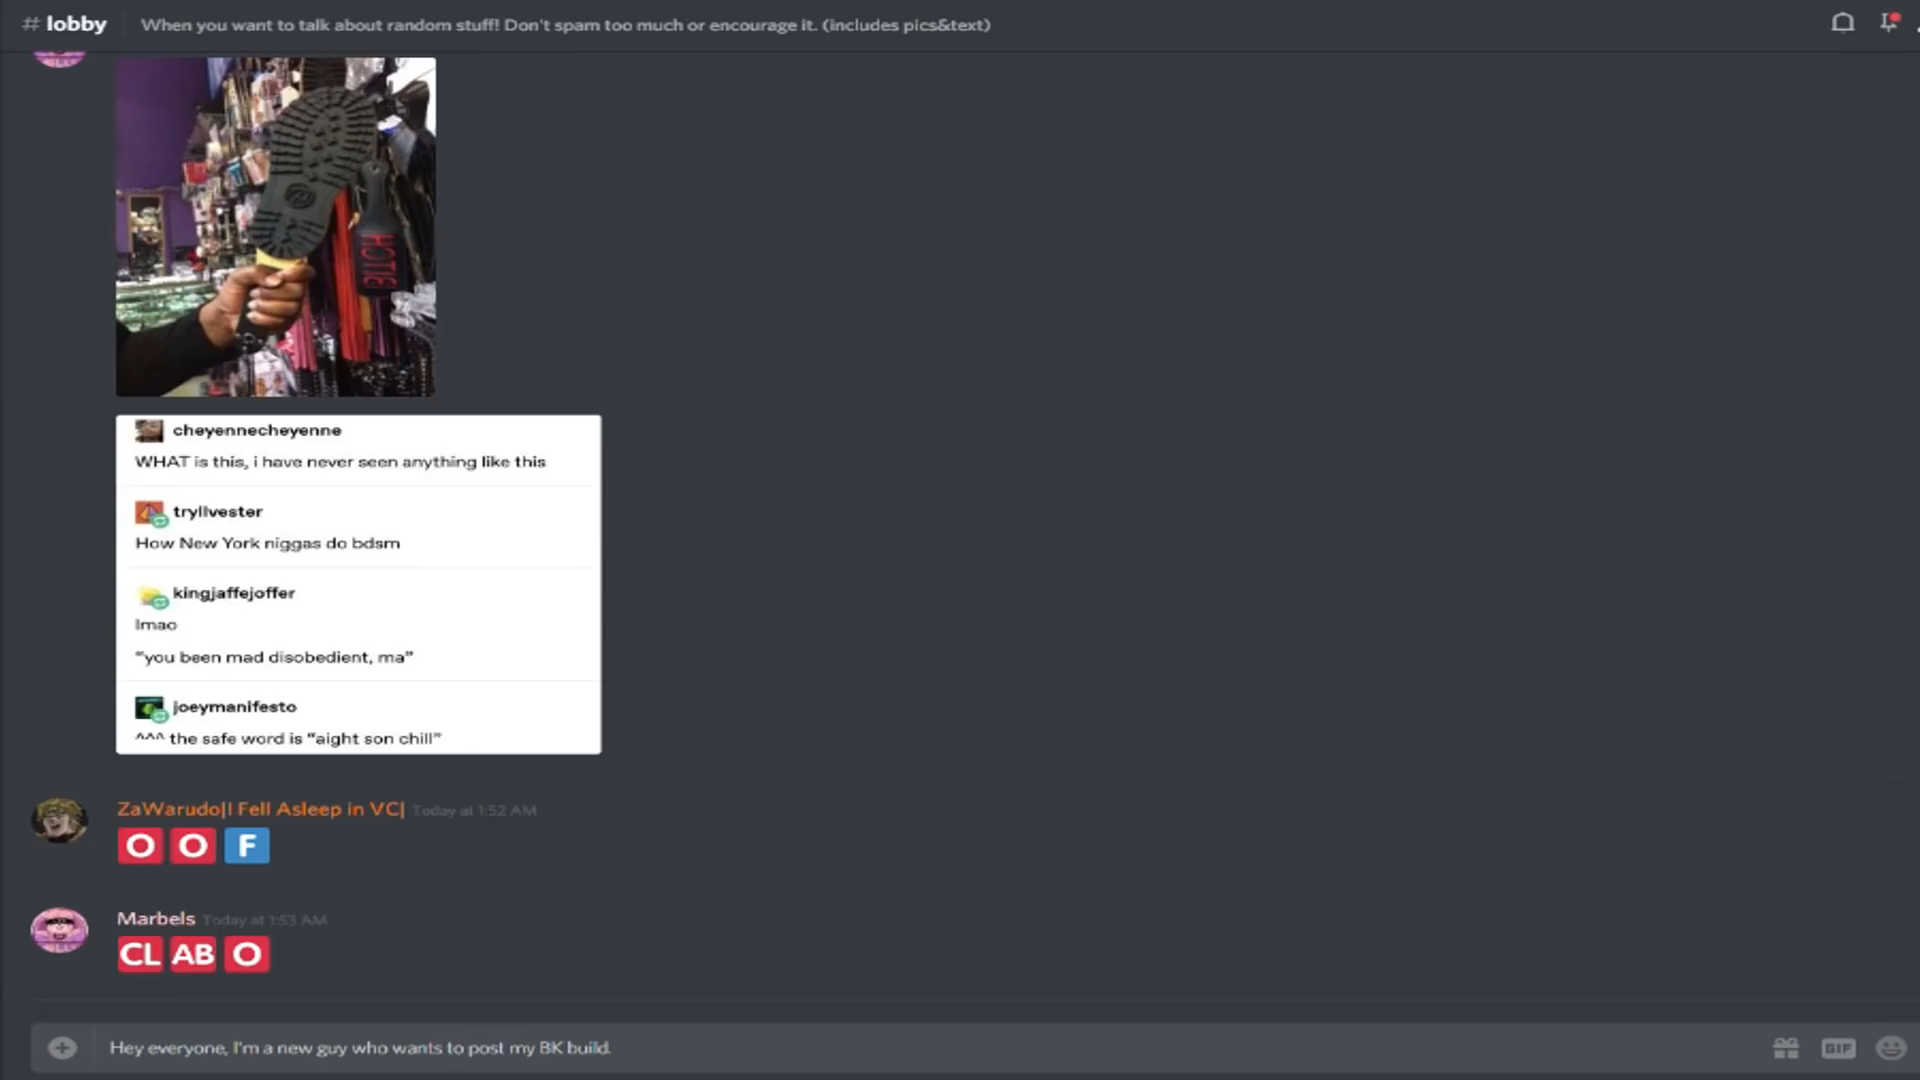 # lobby
When you want to talk about random stuff! Don't spam too much or encourage it. (includes pics&text)
BITCH
cheyennecheyenne
WHAT is this, i have never seen anything like this
tryllvester
How New York niggas do bdsm
kingjaffejoffer
lmao
"you been mad disobedient, ma"
joeymanifesto
^^^ the safe word is "aight son chill"
ZaWarudo|I Fell Asleep in VC| Today at 1:52 AM
O O F
Marbels Today at 1:53 AM
CL AB O
Hey everyone, I'm a new guy who wants to post my BK build.
GIF